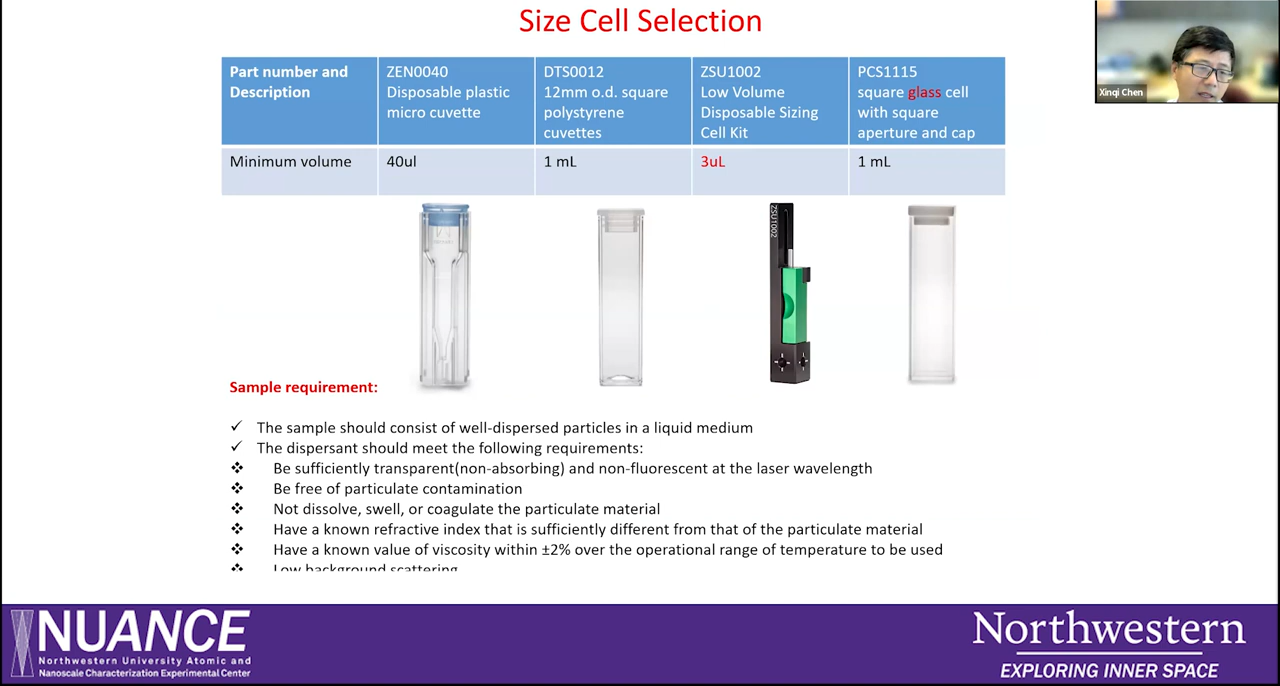 Size Cell Selection
Xinqi Chen
Part number and Description
ZEN0040
Disposable plastic
micro cuvette
DTS0012
12mm o.d. square
polystyrene
cuvettes
ZSU1002
Low Volume
Disposable Sizing
Cell Kit
PCS1115
square glass cell
with square
aperture and cap
Minimum volume
40ul
1 mL
3uL
1 mL
ZSU1002
Sample requirement:
✓ The sample should consist of well-dispersed particles in a liquid medium
✓ The dispersant should meet the following requirements:
❖ Be sufficiently transparent(non-absorbing) and non-fluorescent at the laser wavelength
❖ Be free of particulate contamination
❖ Not dissolve, swell, or coagulate the particulate material
❖ Have a known refractive index that is sufficiently different from that of the particulate material
❖ Have a known value of viscosity within ±2% over the operational range of temperature to be used
❖ Low background scattering
NUANCE
Northwestern University Atomic and
Nanoscale Characterization Experimental Center
Northwestern
EXPLORING INNER SPACE